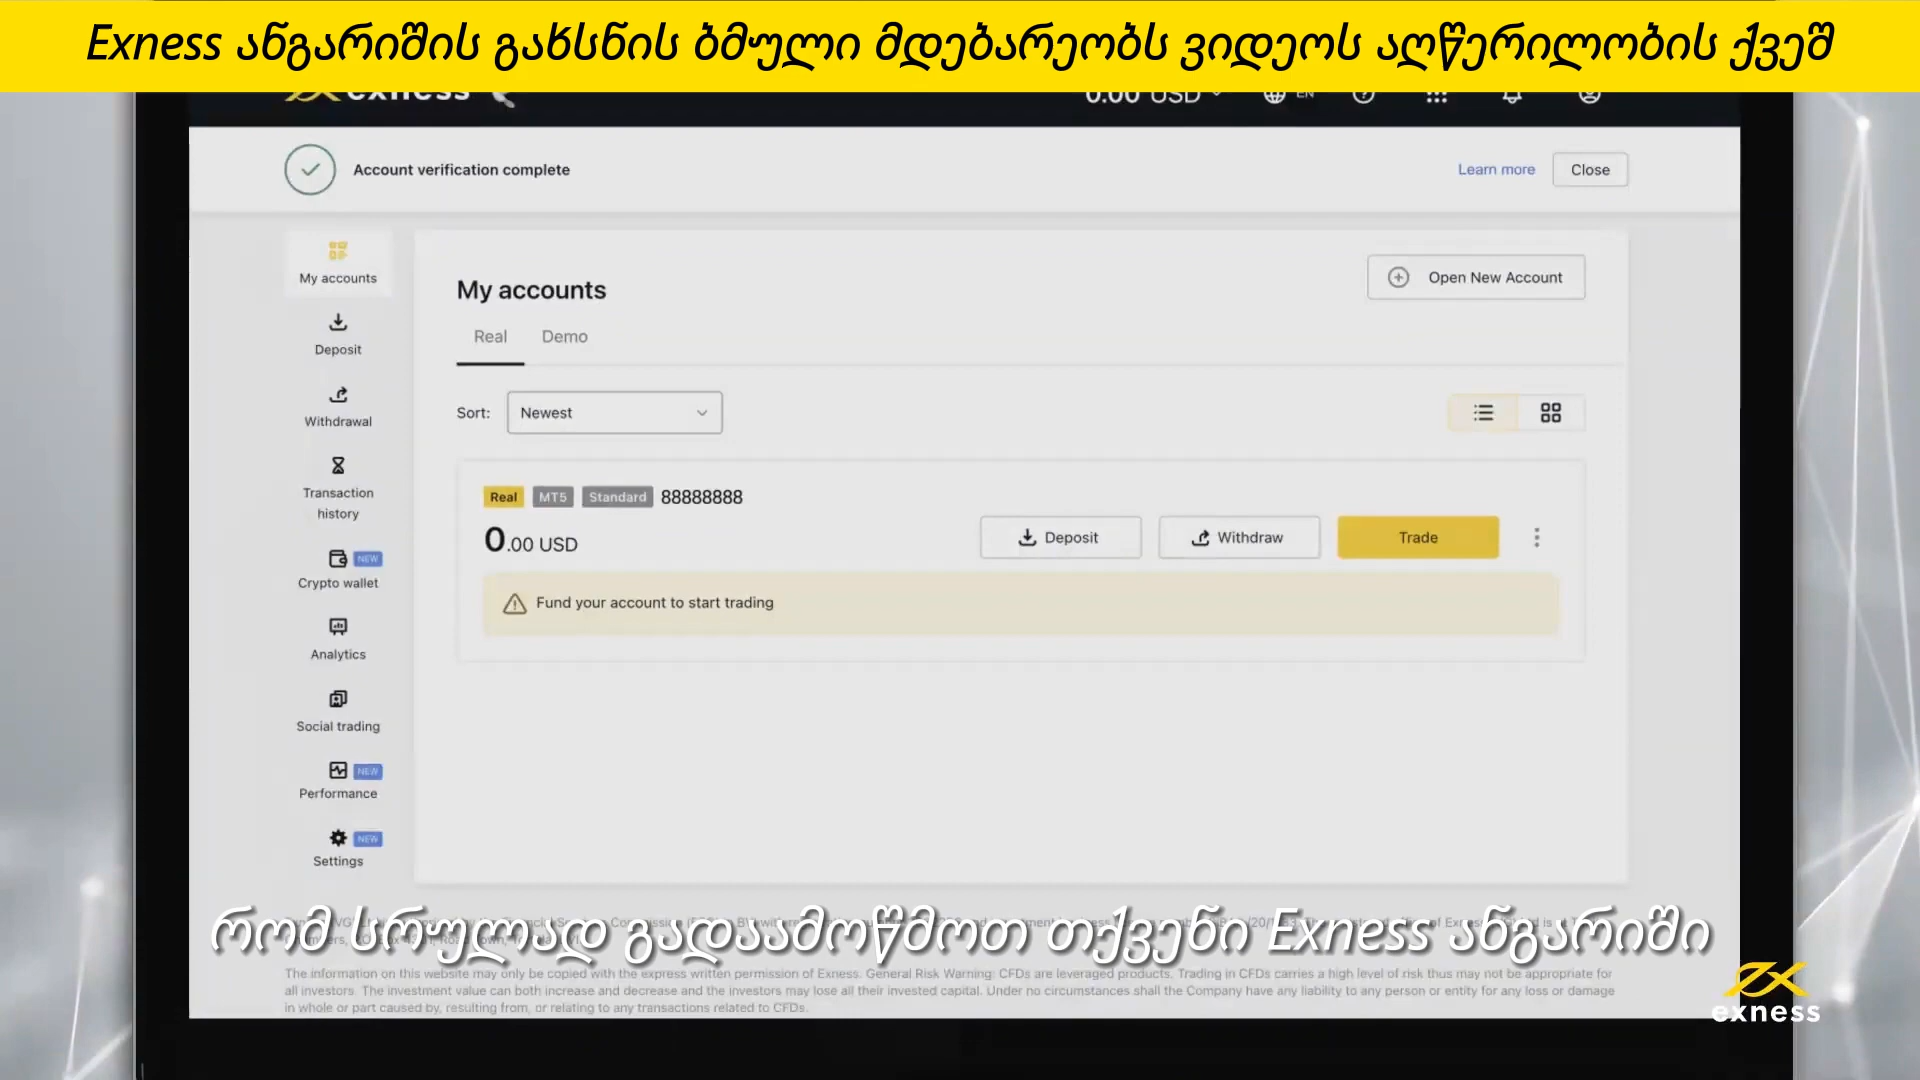 Exness ანგარიშის გახსნის ბმული მდებარეობს ვიდეოს აღწერილობის ქვეშ
exness
0.00 USD EN
Account verification complete
Learn more
Close
My accounts
Deposit
Withdrawal
Transaction
history
NEW
Crypto wallet
Analytics
Social trading
NEW
Performance
NEW
Settings
My accounts
Open New Account
Real Demo
Sort: Newest
Real MT5 Standard 88888888
0.00 USD
Deposit
Withdraw
Trade
Fund your account to start trading
რომ სრულად გადაამოწმოთ თქვენი Exness ანგარიში
The information on this website may only be copied with the express written permission of Exness. General Risk Warning: CFDs are leveraged products. Trading in CFDs carries a high level of risk thus may not be appropriate for
all investors. The investment value can both increase and decrease and the investors may lose all their invested capital. Under no circumstances shall the Company have any liability to any person or entity for any loss or damage
in whole or part caused by, resulting from, or relating to any transactions related to CFDs.
exness